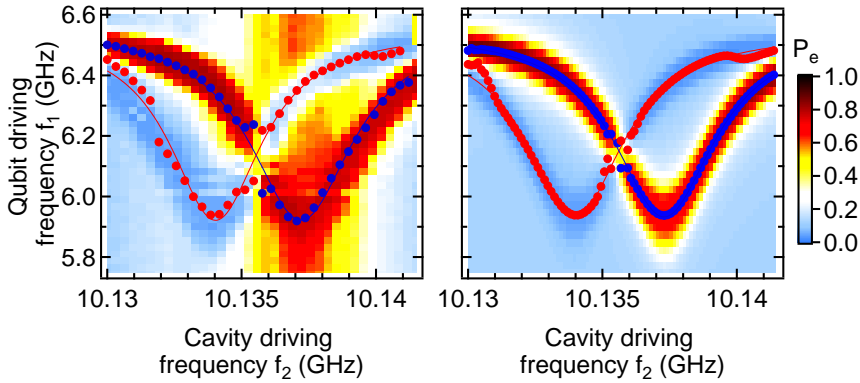 6.6
6.4
6.2
6.0
5.8
Qubit driving
frequency f1 (GHz)
10.13
10.135
10.14
Cavity driving
frequency f2 (GHz)
10.13
10.135
10.14
Cavity driving
frequency f2 (GHz)
Pe
1.0
0.8
0.6
0.4
0.2
0.0